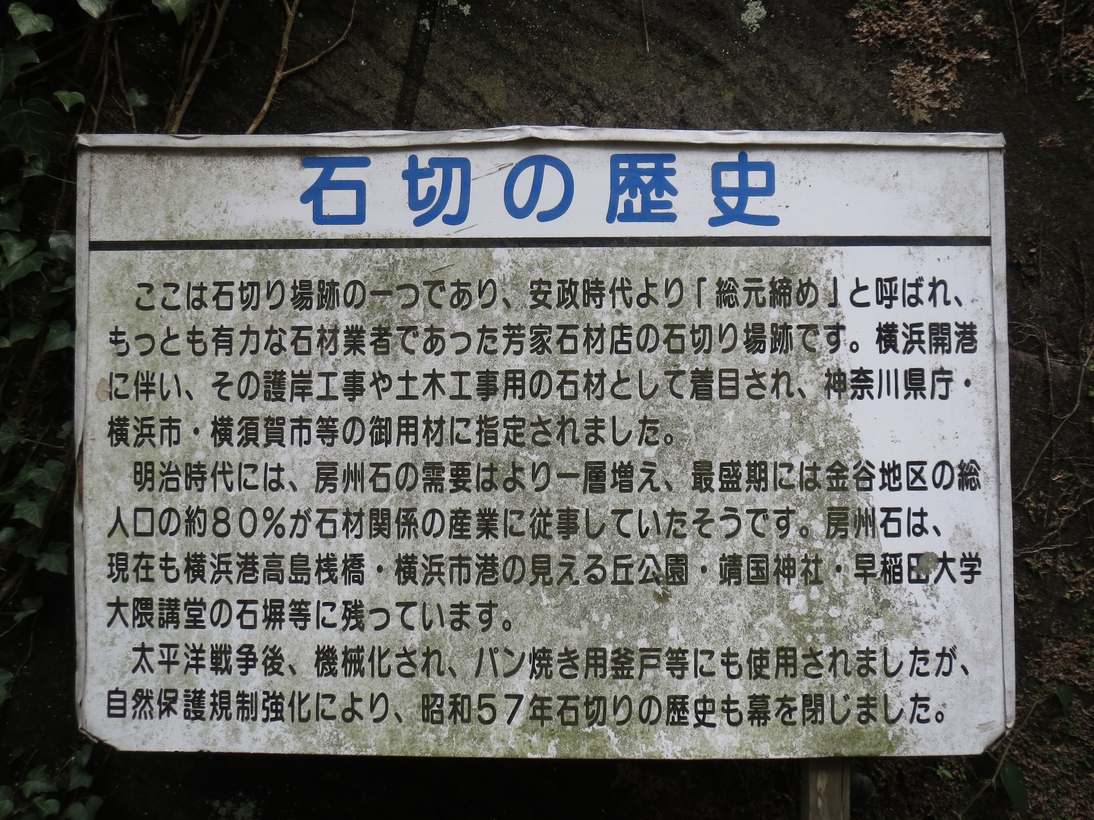 石切の歴史
ここは石切り場跡の一つであり、安政時代より「総元締め」と呼ばれ、
もっとも有力な石材業者であった芳家石材店の石切り場跡です。横浜開港
に伴い、その護岸工事や土木工事用の石材として着目され、神奈川県庁・
横浜市・横須賀市等の御用材に指定されました。
明治時代には、房州石の需要はより一層増え、最盛期には金谷地区の総
人口の約80%が石材関係の産業に従事していたそうです。房州石は、
現在も横浜港高島桟橋・横浜市港の見える丘公園・靖国神社・早稲田大学
大隈講堂の石塀等に残っています。
太平洋戦争後、機械化され、パン焼き用釜戸等にも使用されましたが、
自然保護規制強化により、昭和57年石切りの歴史も幕を閉じました。